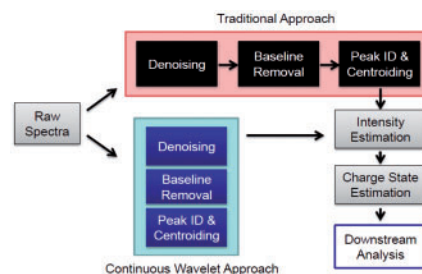 Traditional Approach
Denoising
Baseline
Removal
Peak ID &
Centroiding
Raw
Spectra
Denoising
Baseline
Removal
Peak ID &
Centroiding
Continuous Wavelet Approach
Intensity
Estimation
Charge State
Estimation
Downstream
Analysis